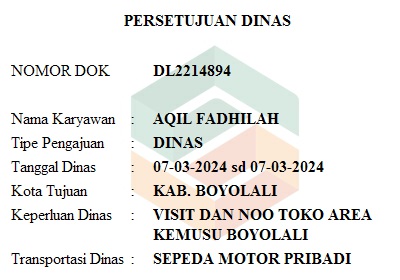 PERSETUJUAN DINAS
NOMOR DOK DL2214894
Nama Karyawan : AQIL FADHILAH
Tipe Pengajuan : DINAS
Tanggal Dinas : 07-03-2024 sd 07-03-2024
Kota Tujuan : KAB. BOYOLALI
Keperluan Dinas : VISIT DAN NOO TOKO AREA
KEMUSU BOYOLALI
Transportasi Dinas : SEPEDA MOTOR PRIBADI